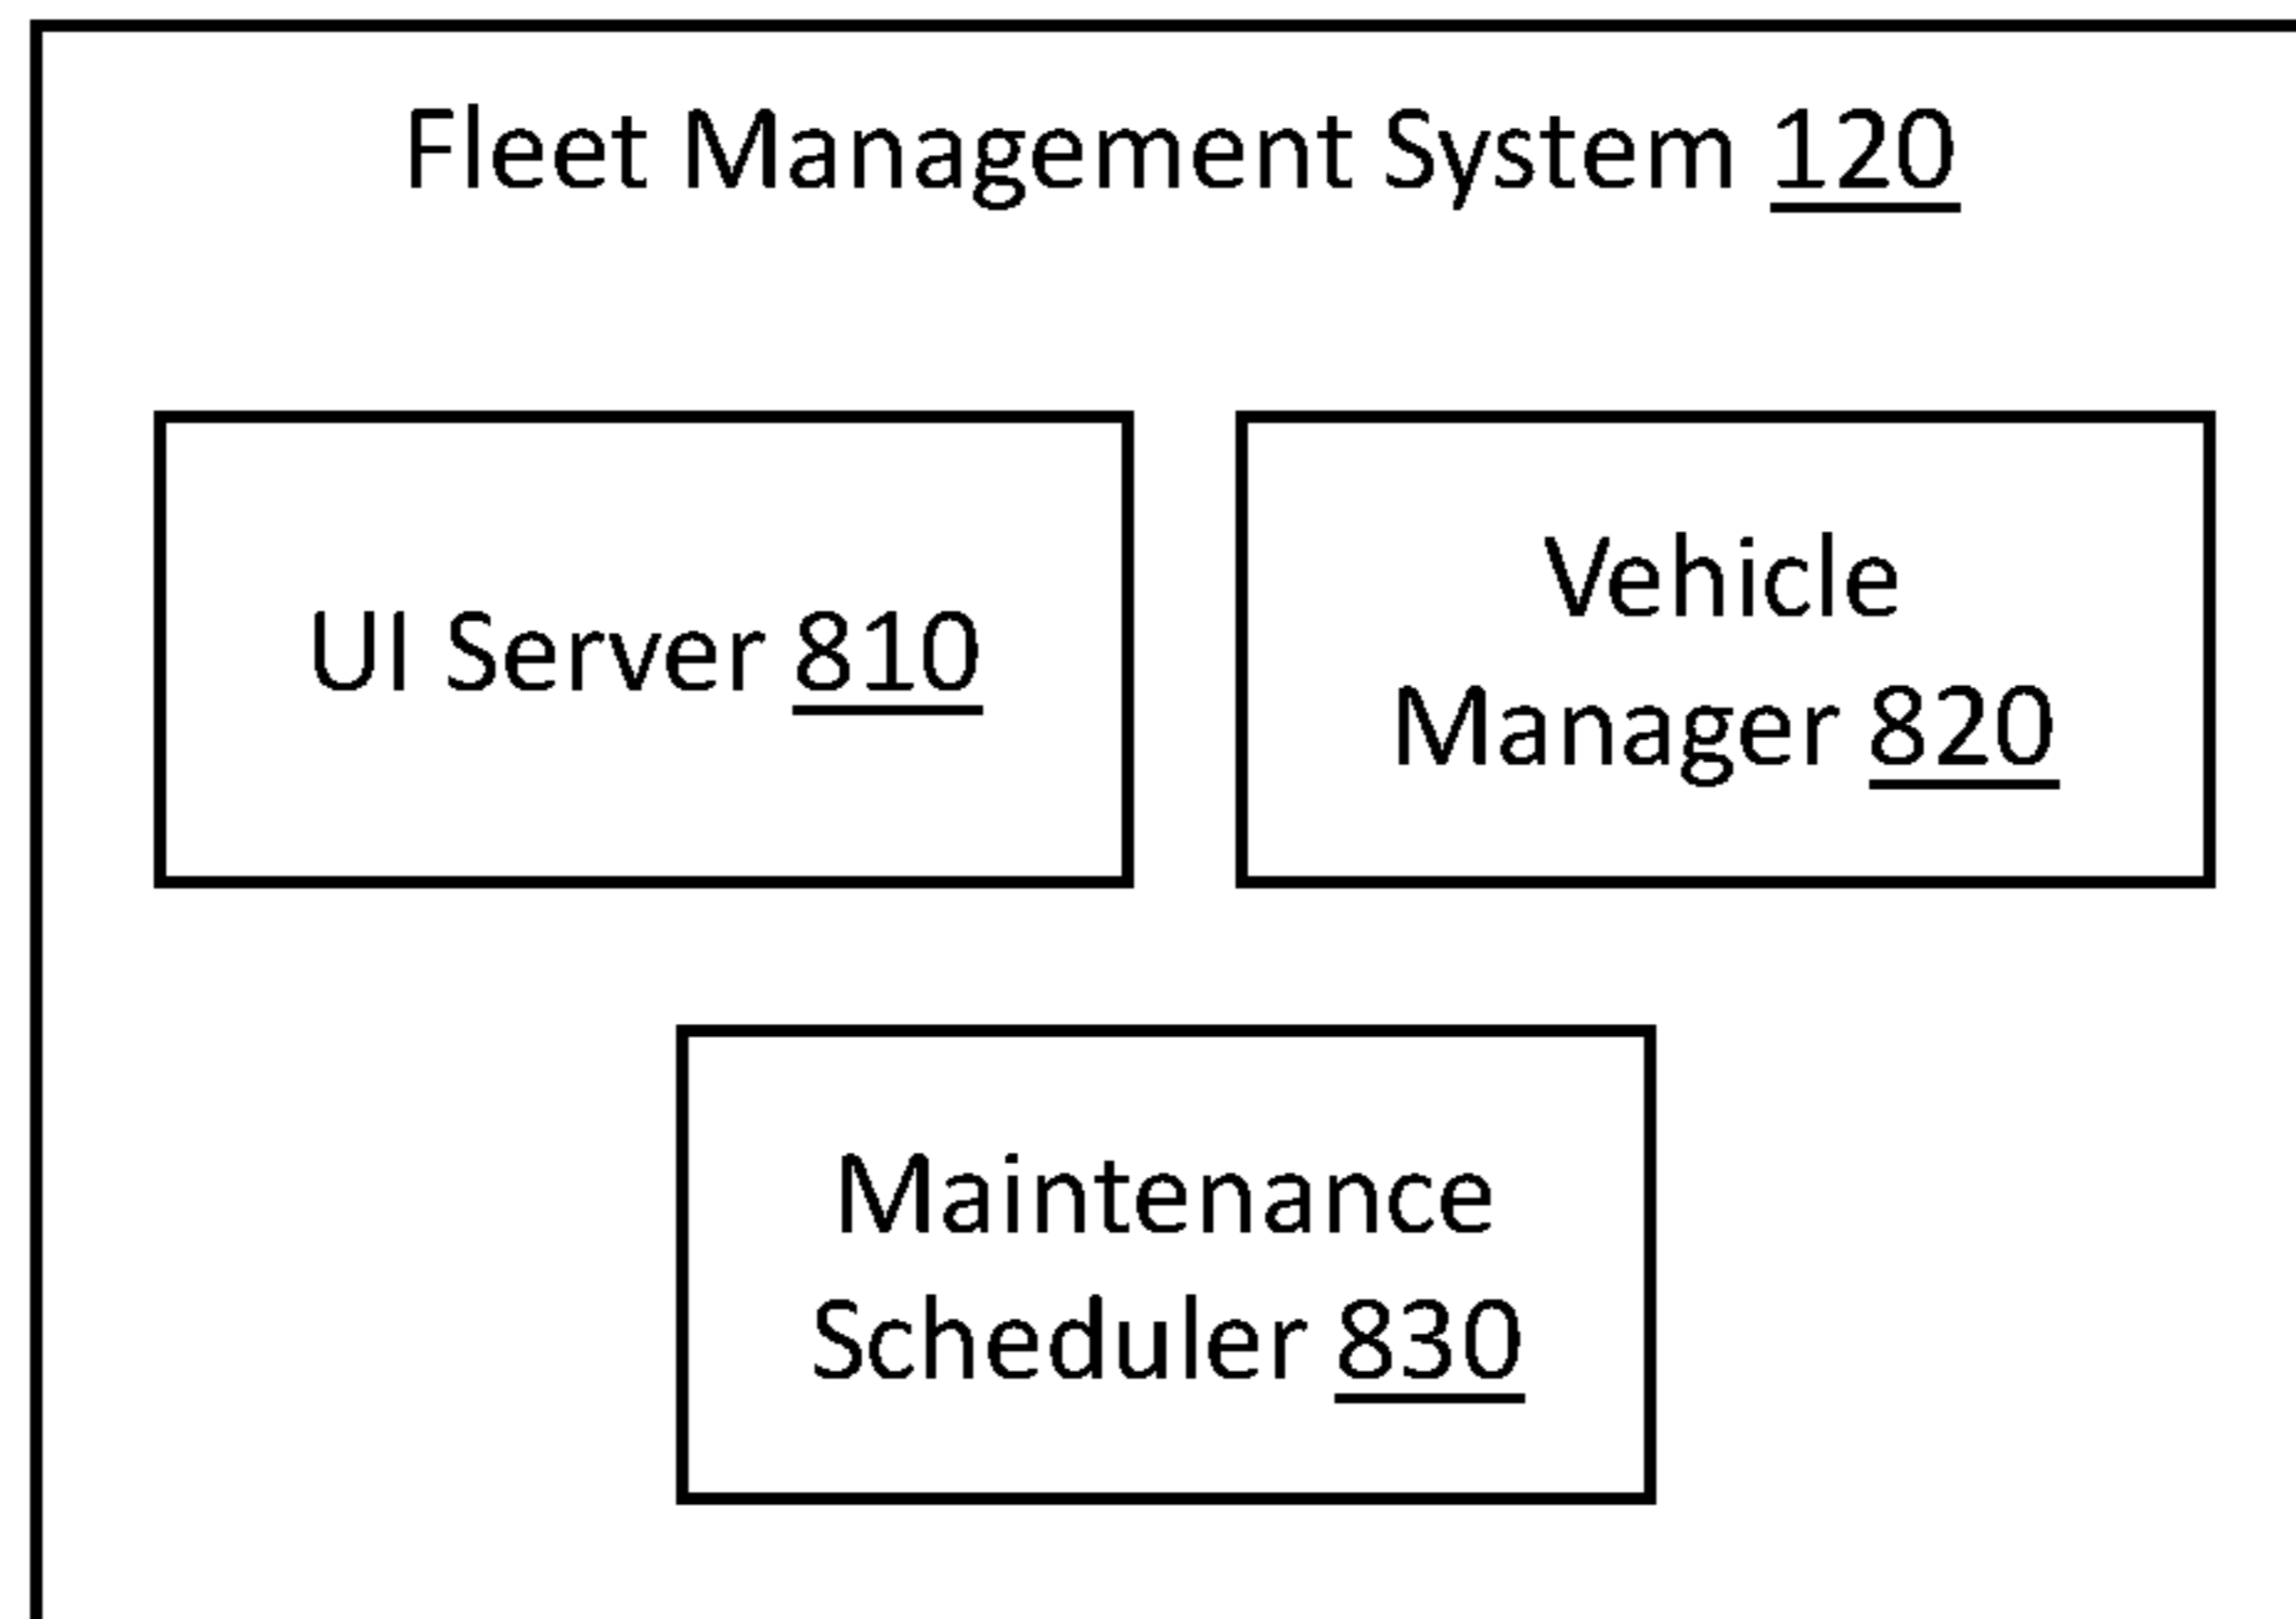 Fleet Management System 120
UI Server 810
Vehicle
Manager 820
Maintenance
Scheduler 830